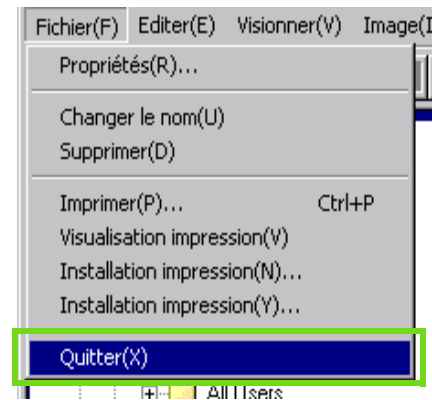 Fichier(F) Editer(E) Visionner(V) Image(I
Propriétés(R)...
Changer le nom(U)
Supprimer(D)
Imprimer(P)... Ctrl+P
Visualisation impression(V)
Installation impression(N)...
Installation impression(Y)...
Quitter(X)
All Users